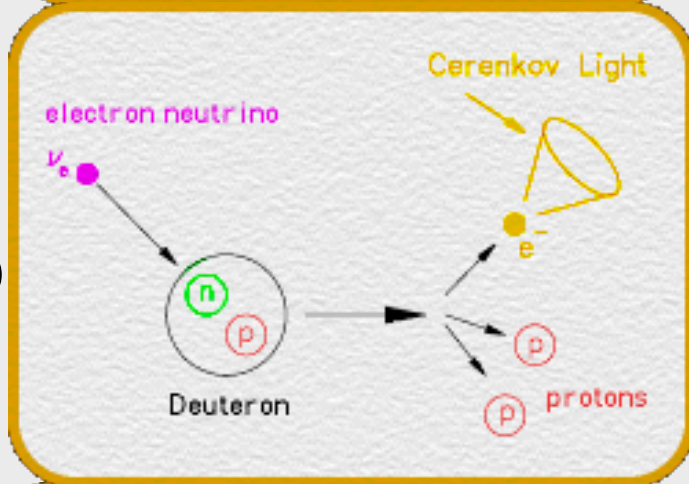 Cerenkov Light
electron neutrino
νe
e-
n
p
Deuteron
p
p
protons